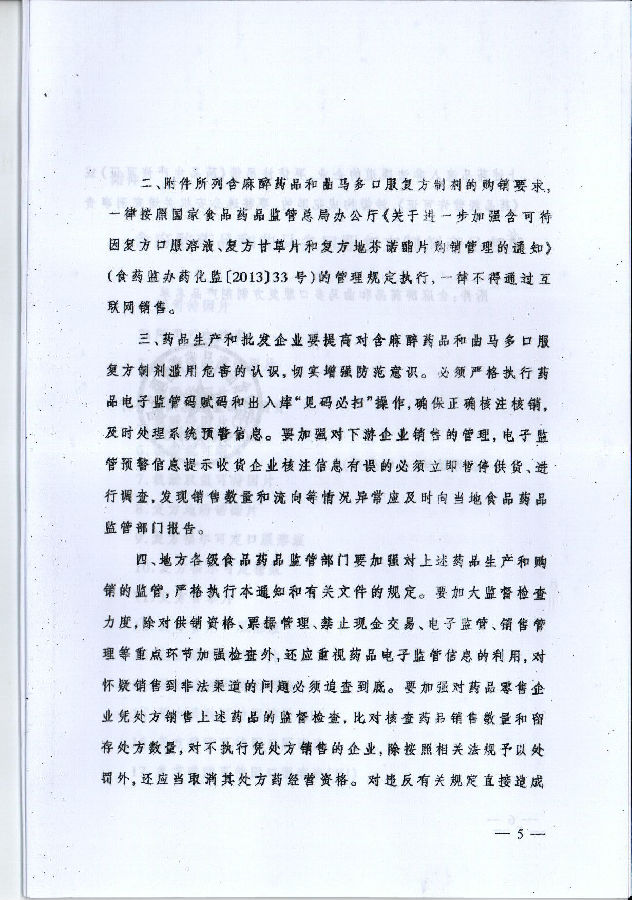 二、附件所列含麻醉药品和曲马多口服复方制剂的购销要求,
一律按照国家食品药品监管总局办公厅《关于进一步加强含可待
因复方口服溶液、复方甘草片和复方地芬诺酯片购销管理的通知》
(食药监办药化监[2013]33号)的管理规定执行,一律不得通过互
联网销售。
三、药品生产和批发企业要提高对含麻醉药品和曲马多口服
复方制剂滥用危害的认识,切实增强防范意识。必须严格执行药
品电子监管码赋码和出入库“见码必扫”操作,确保正确核注核销,
及时处理系统预警信息。要加强对下游企业销售的管理,电子监
管预警信息提示收货企业核注信息有误的必须立即暂停供货、进
行调查,发现销售数量和流向等情况异常应及时向当地食品药品
监管部门报告。
四、地方各级食品药品监管部门要加强对上述药品生产和购
销的监管,严格执行本通知和有关文件的规定。要加大监督检查
力度,除对供销资格、票据管理、禁止现金交易、电子监管、销售管
理等重点环节加强检查外,还应重视药品电子监管信息的利用,对
怀疑销售到非法渠道的问题必须追查到底。要加强对药品零售企
业凭处方销售上述药品的监督检查,比对核查药品销售数量和留
存处方数量,对不执行凭处方销售的企业,除按照相关法规予以处
罚外,还应当取消其处方药经营资格。对违反有关规定直接造成
— 5 —